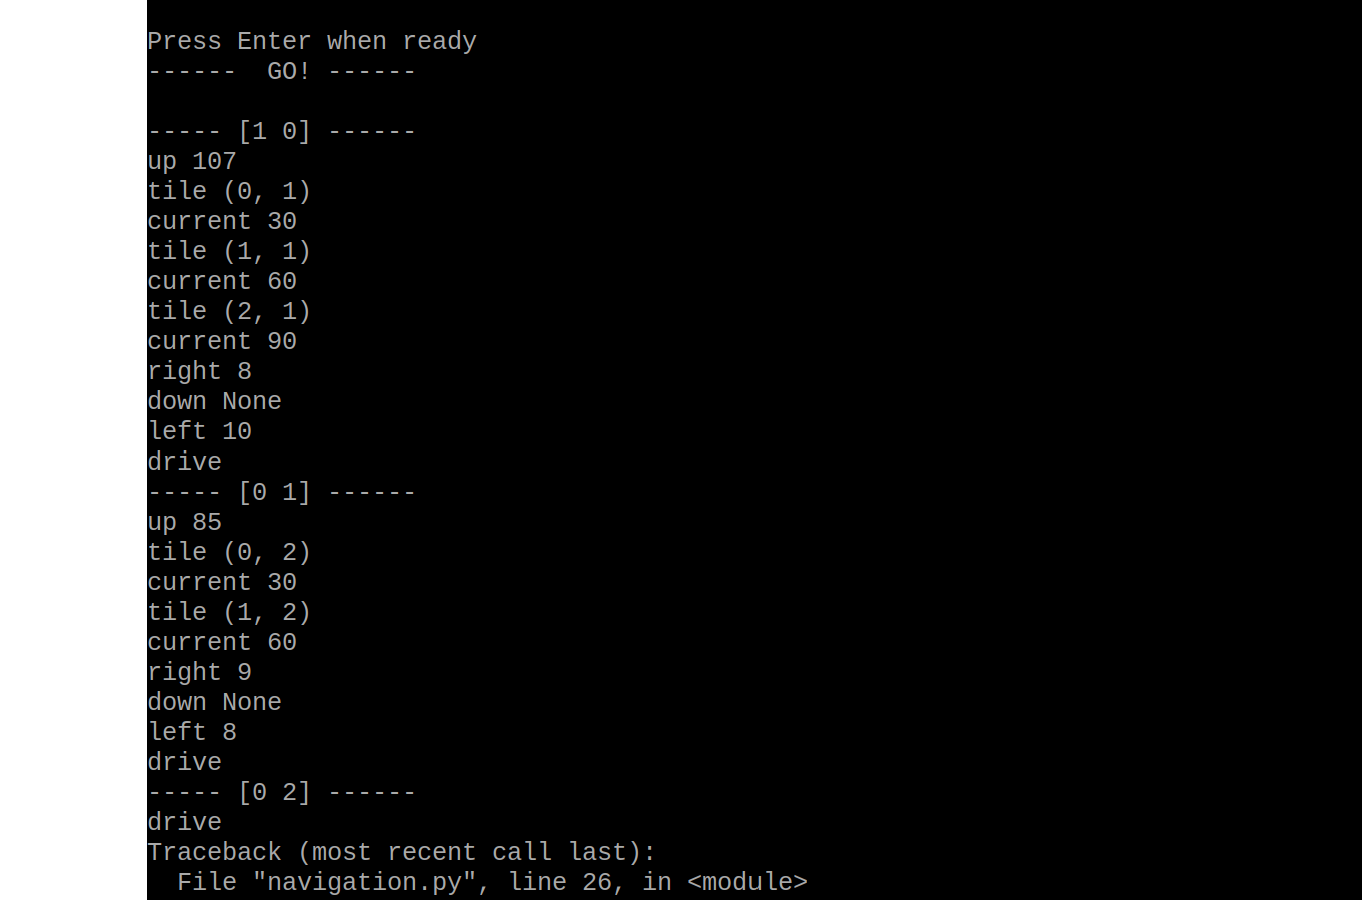 Press Enter when ready
------  GO! ------

----- [1 0] ------
up 107
tile (0, 1)
current 30
tile (1, 1)
current 60
tile (2, 1)
current 90
right 8
down None
left 10
drive
----- [0 1] ------
up 85
tile (0, 2)
current 30
tile (1, 2)
current 60
right 9
down None
left 8
drive
----- [0 2] ------
drive
Traceback (most recent call last):
  File "navigation.py", line 26, in <module>